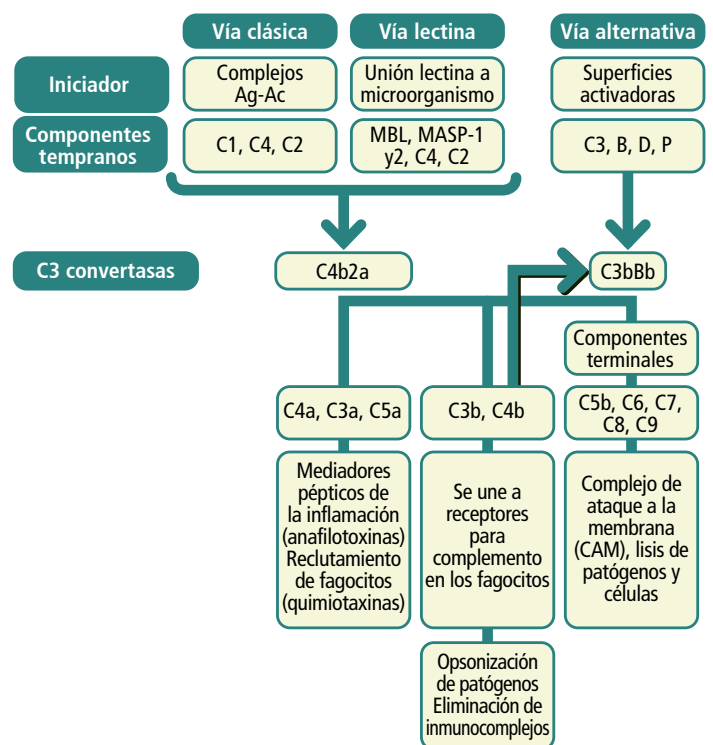 Vía clásica
Vía lectina
Vía alternativa
Iniciador
Complejos
Ag-Ac
Unión lectina a
microorganismo
Superficies
activadoras
Componentes
tempranos
C1, C4, C2
MBL, MASP-1
y2, C4, C2
C3, B, D, P
C3 convertasas
C4b2a
C3bBb
Componentes
terminales
C4a, C3a, C5a
C3b, C4b
C5b, C6, C7,
C8, C9
Mediadores
pépticos de
la inflamación
(anafilotoxinas)
Reclutamiento
de fagocitos
(quimiotaxinas)
Se une a
receptores
para
complemento
en los fagocitos
Complejo de
ataque a la
membrana
(CAM), lisis de
patógenos y
células
Opsonización
de patógenos
Eliminación de
inmunocomplejos